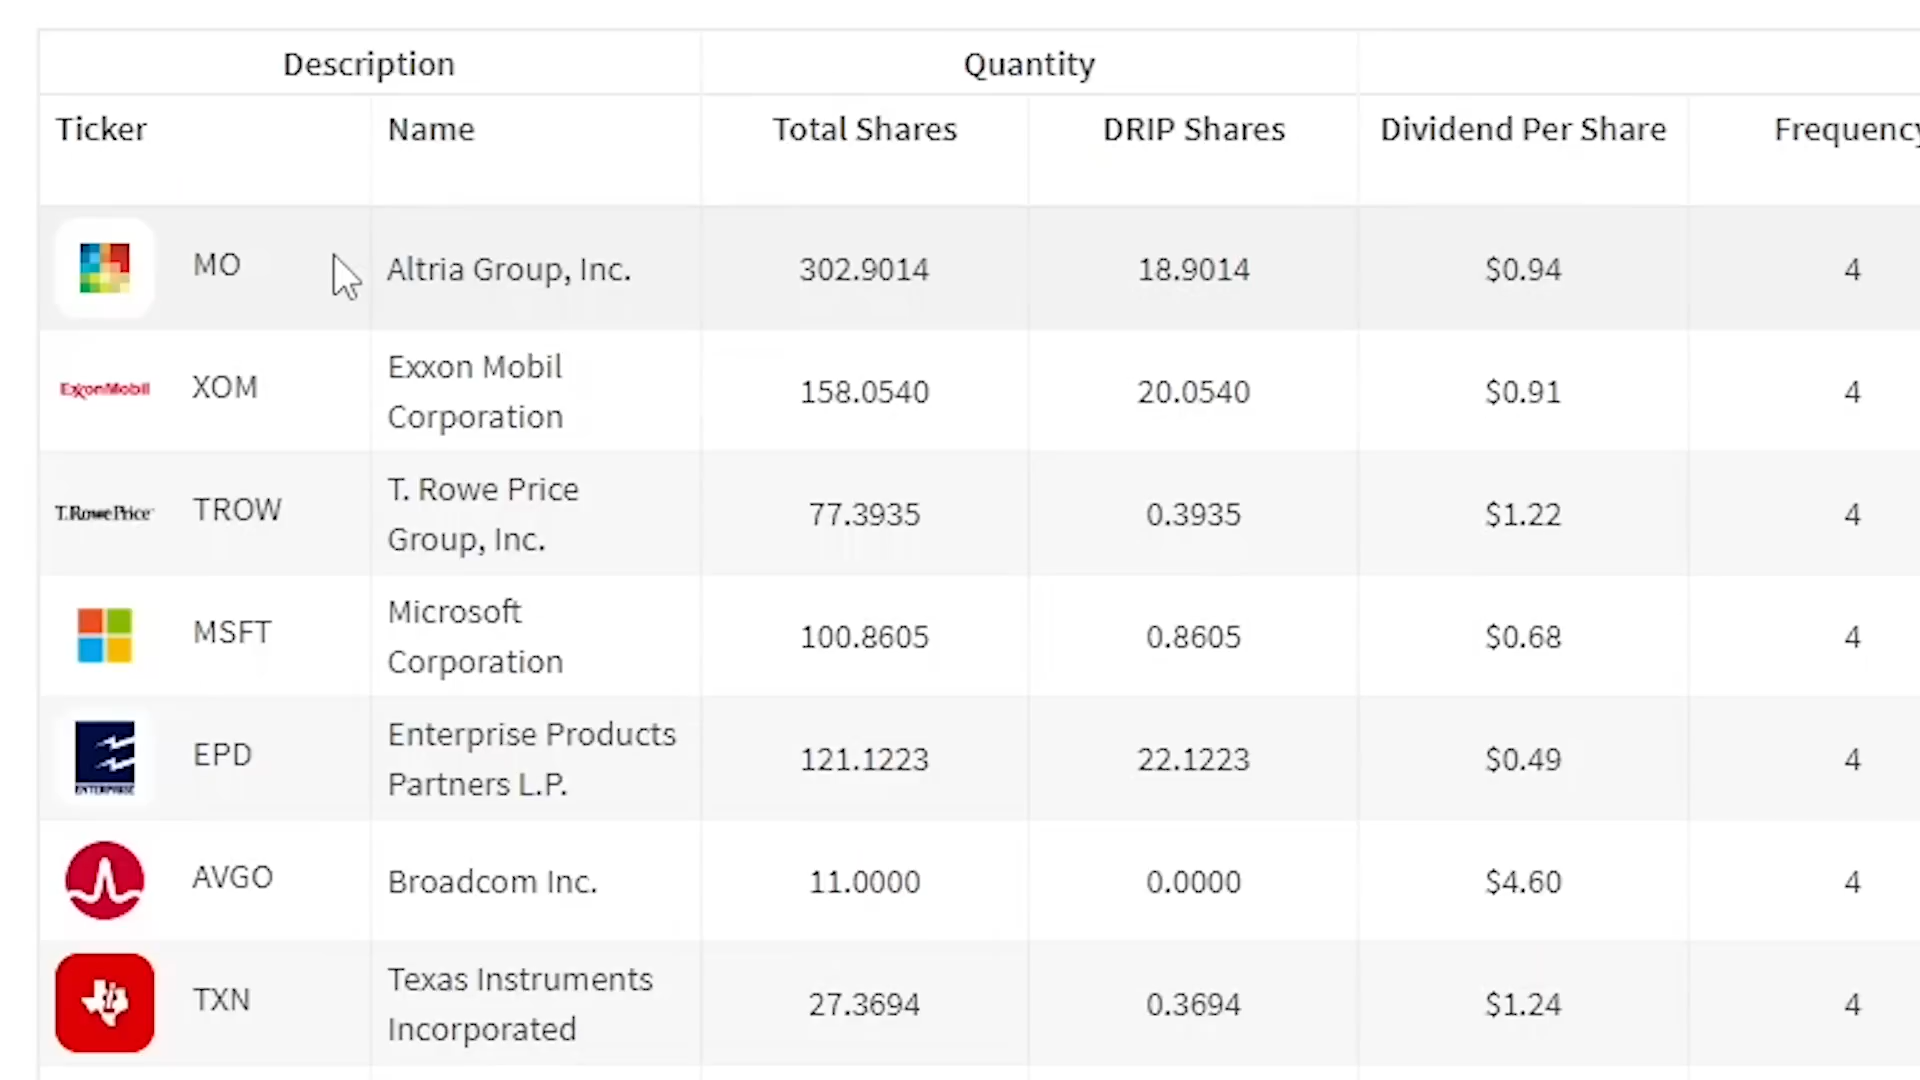 Description Quantity
Ticker Name Total Shares DRIP Shares Dividend Per Share Frequency
MO Altria Group, Inc. 302.9014 18.9014 $0.94 4
ExxonMobil XOM Exxon Mobil
Corporation 158.0540 20.0540 $0.91 4
T.RowePrice TROW T. Rowe Price
Group, Inc. 77.3935 0.3935 $1.22 4
MSFT Microsoft
Corporation 100.8605 0.8605 $0.68 4
ENTERPRISE EPD Enterprise Products
Partners L.P. 121.1223 22.1223 $0.49 4
AVGO Broadcom Inc. 11.0000 0.0000 $4.60 4
TXN Texas Instruments
Incorporated 27.3694 0.3694 $1.24 4